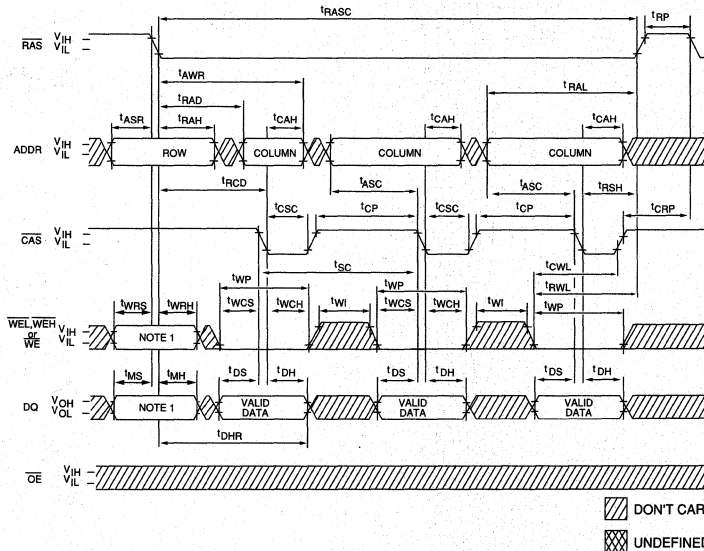 tRASC
tRP
RAS VIH
VIL
tAWR
tRAD
tRAL
tASR
tRAH
tCAH
tCAH
tCAH
ADDR VIH
VIL
ROW
COLUMN
COLUMN
COLUMN
tRCD
tASC
tASC
tRSH
tCSC
tCP
tCSC
tCP
tCRP
CAS VIH
VIL
tSC
tCWL
tRWL
tWP
tWP
tWP
tWRS
tWRH
tWCS
tWCH
tWI
tWCS
tWCH
tWI
WEL,WEH
or
WE
VIH
VIL
NOTE 1
tMS
tMH
tDS
tDH
tDS
tDH
tDS
tDH
DQ VOH
VOL
NOTE 1
VALID
DATA
VALID
DATA
VALID
DATA
tDHR
OE VIH
VIL
DON'T CAR
UNDEFINED